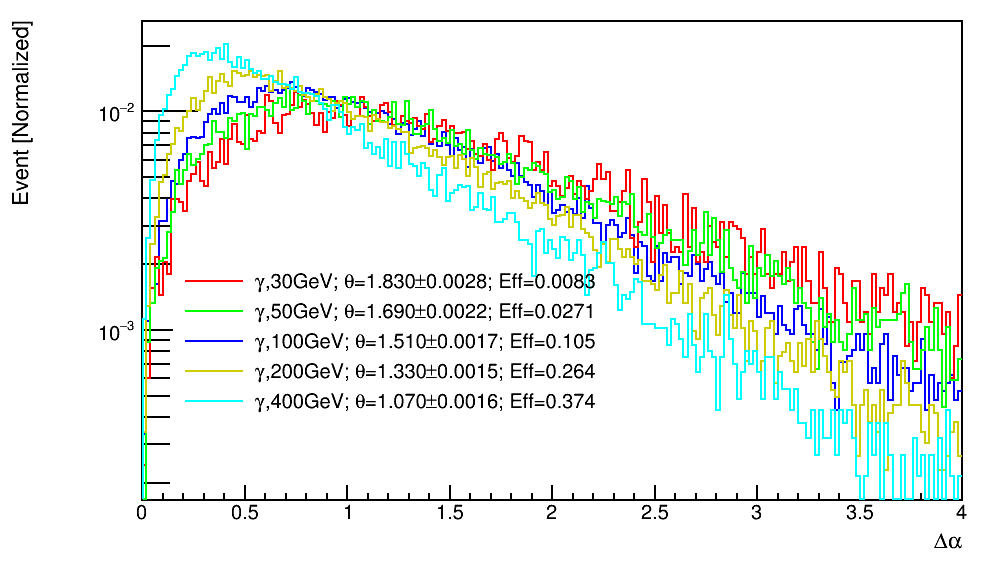 Event [Normalized]
10⁻²
10⁻³
γ,30GeV; θ=1.830±0.0028; Eff=0.0083
γ,50GeV; θ=1.690±0.0022; Eff=0.0271
γ,100GeV; θ=1.510±0.0017; Eff=0.105
γ,200GeV; θ=1.330±0.0015; Eff=0.264
γ,400GeV; θ=1.070±0.0016; Eff=0.374
0 0.5 1 1.5 2 2.5 3 3.5 4
Δα